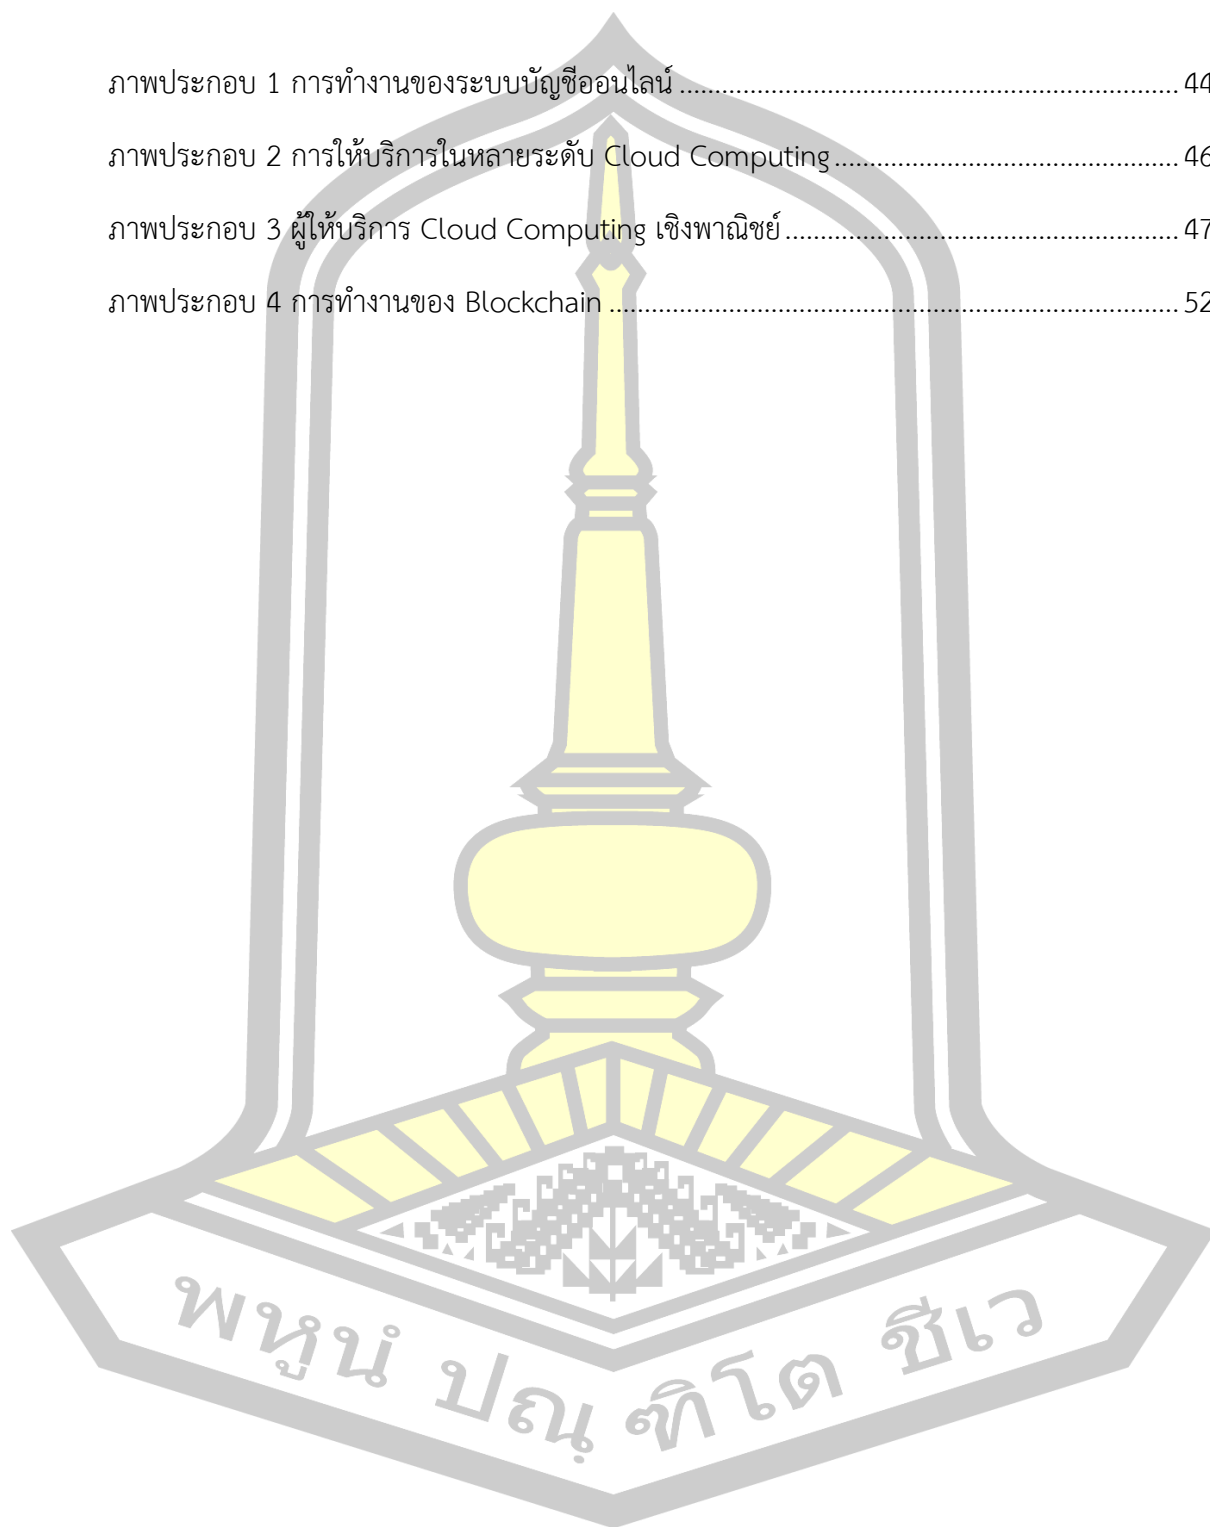 ภาพประกอบ 1 การทำงานของระบบบัญชีออนไลน์ ........................................................................ 44
ภาพประกอบ 2 การให้บริการในหลายระดับ Cloud Computing .................................................. 46
ภาพประกอบ 3 ผู้ให้บริการ Cloud Computing เชิงพาณิชย์ ......................................................... 47
ภาพประกอบ 4 การทำงานของ Blockchain .................................................................................. 52
พหูนํ ปณฺฑิโต ชีเว